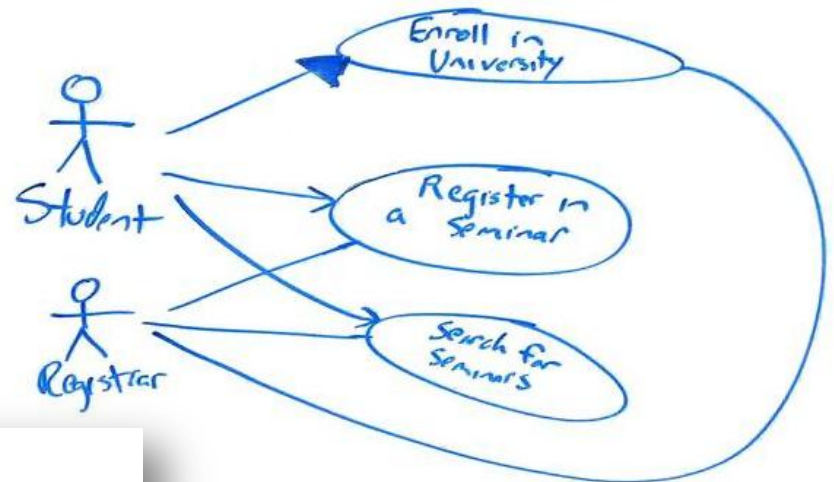 Enroll in
University
Student
Register in
a Seminar
Registrar
Search for
Seminars